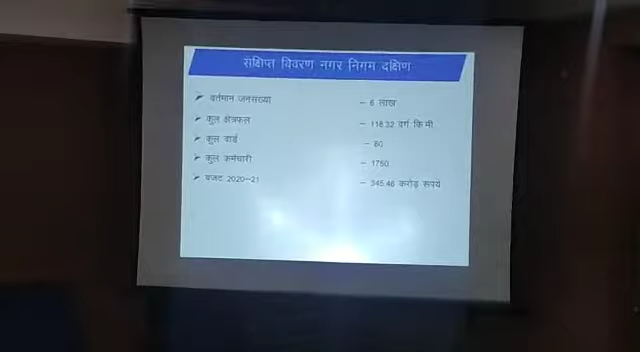 संक्षिप्त विवरण नगर निगम दक्षिण
वर्तमान जनसंख्या – 6 लाख
कुल क्षेत्रफल – 118.32 वर्ग कि मी
कुल वार्ड – 80
कुल कर्मचारी – 1750
बजट 2020–21 – 345.46 करोड़ रूपये